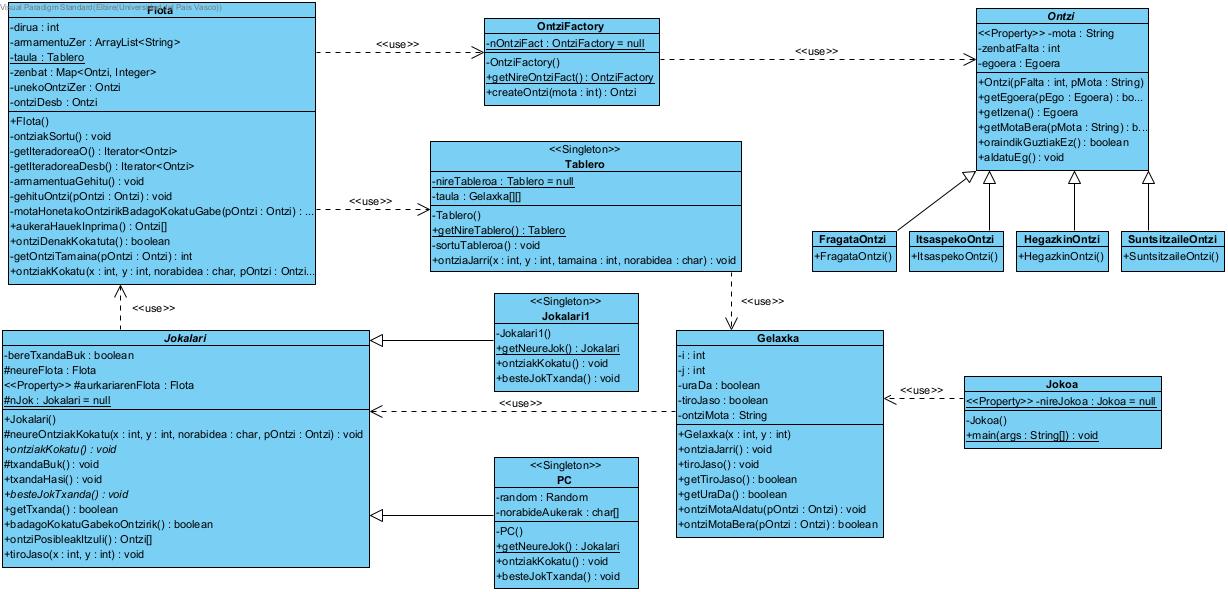 Visual Paradigm Standard(Eltire(Universidad del Pais Vasco))
Flota
-dirua : int
-armamentuZer : ArrayList<String>
-taula : Tablero
-zenbat : Map<Ontzi, Integer>
-unekoOntziZer : Ontzi
-ontziDesb : Ontzi
+Flota()
-ontziakSortu() : void
-getIteradoreaO() : Iterator<Ontzi>
-getIteradoreaDesb() : Iterator<Ontzi>
-armamentuaGehitu() : void
-gehituOntzi(pOntzi : Ontzi) : void
-motaHonetakoOntzirikBadagoKokatuGabe(pOntzi : Ontzi) : ...
+aukeraHauekInprima() : Ontzi[]
+ontziDenakKokatuta() : boolean
-getOntziTamaina(pOntzi : Ontzi) : int
+ontziakKokatu(x : int, y : int, norabidea : char, pOntzi : Ontzi...
<<use>>
OntziFactory
-nOntziFact : OntziFactory = null
-OntziFactory()
+getNireOntziFact() : OntziFactory
+createOntzi(mota : int) : Ontzi
<<use>>
Ontzi
<<Property>> -mota : String
-zenbatFalta : int
-egoera : Egoera
+Ontzi(pFalta : int, pMota : String)
+getEgoera(pEgo : Egoera) : bo...
+getIzena() : Egoera
+getMotaBera(pMota : String) : b...
+oraindikGuztiakEz() : boolean
+aldatuEg() : void
<<use>>
<<Singleton>>
Tablero
-nireTableroa : Tablero = null
-taula : Gelaxka[][]
-Tablero()
+getNireTablero() : Tablero
-sortuTableroa() : void
+ontziaJarri(x : int, y : int, tamaina : int, norabidea : char) : void
FragataOntzi
+FragataOntzi()
ItsaspekoOntzi
+ItsaspekoOntzi()
HegazkinOntzi
+HegazkinOntzi()
SuntsitzaileOntzi
+SuntsitzaileOntzi()
<<use>>
<<use>>
Jokalari
-bereTxandaBuk : boolean
#neureFlota : Flota
<<Property>> #aurkariarenFlota : Flota
#nJok : Jokalari = null
+Jokalari()
#neureOntziakKokatu(x : int, y : int, norabidea : char, pOntzi : Ontzi) : void
+ontziakKokatu() : void
#txandaBuk() : void
+txandaHasi() : void
+besteJokTxanda() : void
+getTxanda() : boolean
+badagoKokatuGabekoOntzirik() : boolean
+ontziPosibleakItzuli() : Ontzi[]
+tiroJaso(x : int, y : int) : void
<<Singleton>>
Jokalari1
-Jokalari1()
+getNeureJok() : Jokalari
+ontziakKokatu() : void
+besteJokTxanda() : void
<<use>>
<<Singleton>>
PC
-random : Random
-norabideAukerak : char[]
-PC()
+getNeureJok() : Jokalari
+ontziakKokatu() : void
+besteJokTxanda() : void
Gelaxka
-i : int
-j : int
-uraDa : boolean
-tiroJaso : boolean
-ontziMota : String
+Gelaxka(x : int, y : int)
+ontziaJarri() : void
+tiroJaso() : void
+getTiroJaso() : boolean
+getUraDa() : boolean
+ontziMotaAldatu(pOntzi : Ontzi) : void
+ontziMotaBera(pOntzi : Ontzi) : boolean
<<use>>
Jokoa
<<Property>> -nireJokoa : Jokoa = null
-Jokoa()
+main(args : String[]) : void